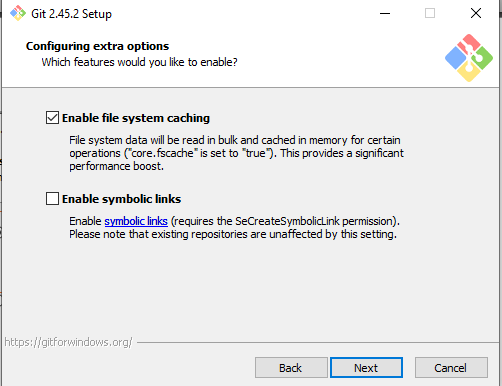 Git 2.45.2 Setup
Configuring extra options
Which features would you like to enable?
Enable file system caching
File system data will be read in bulk and cached in memory for certain
operations ("core.fscache" is set to "true"). This provides a significant
performance boost.
Enable symbolic links
Enable symbolic links (requires the SeCreateSymbolicLink permission).
Please note that existing repositories are unaffected by this setting.
https://gitforwindows.org/
Back Next Cancel